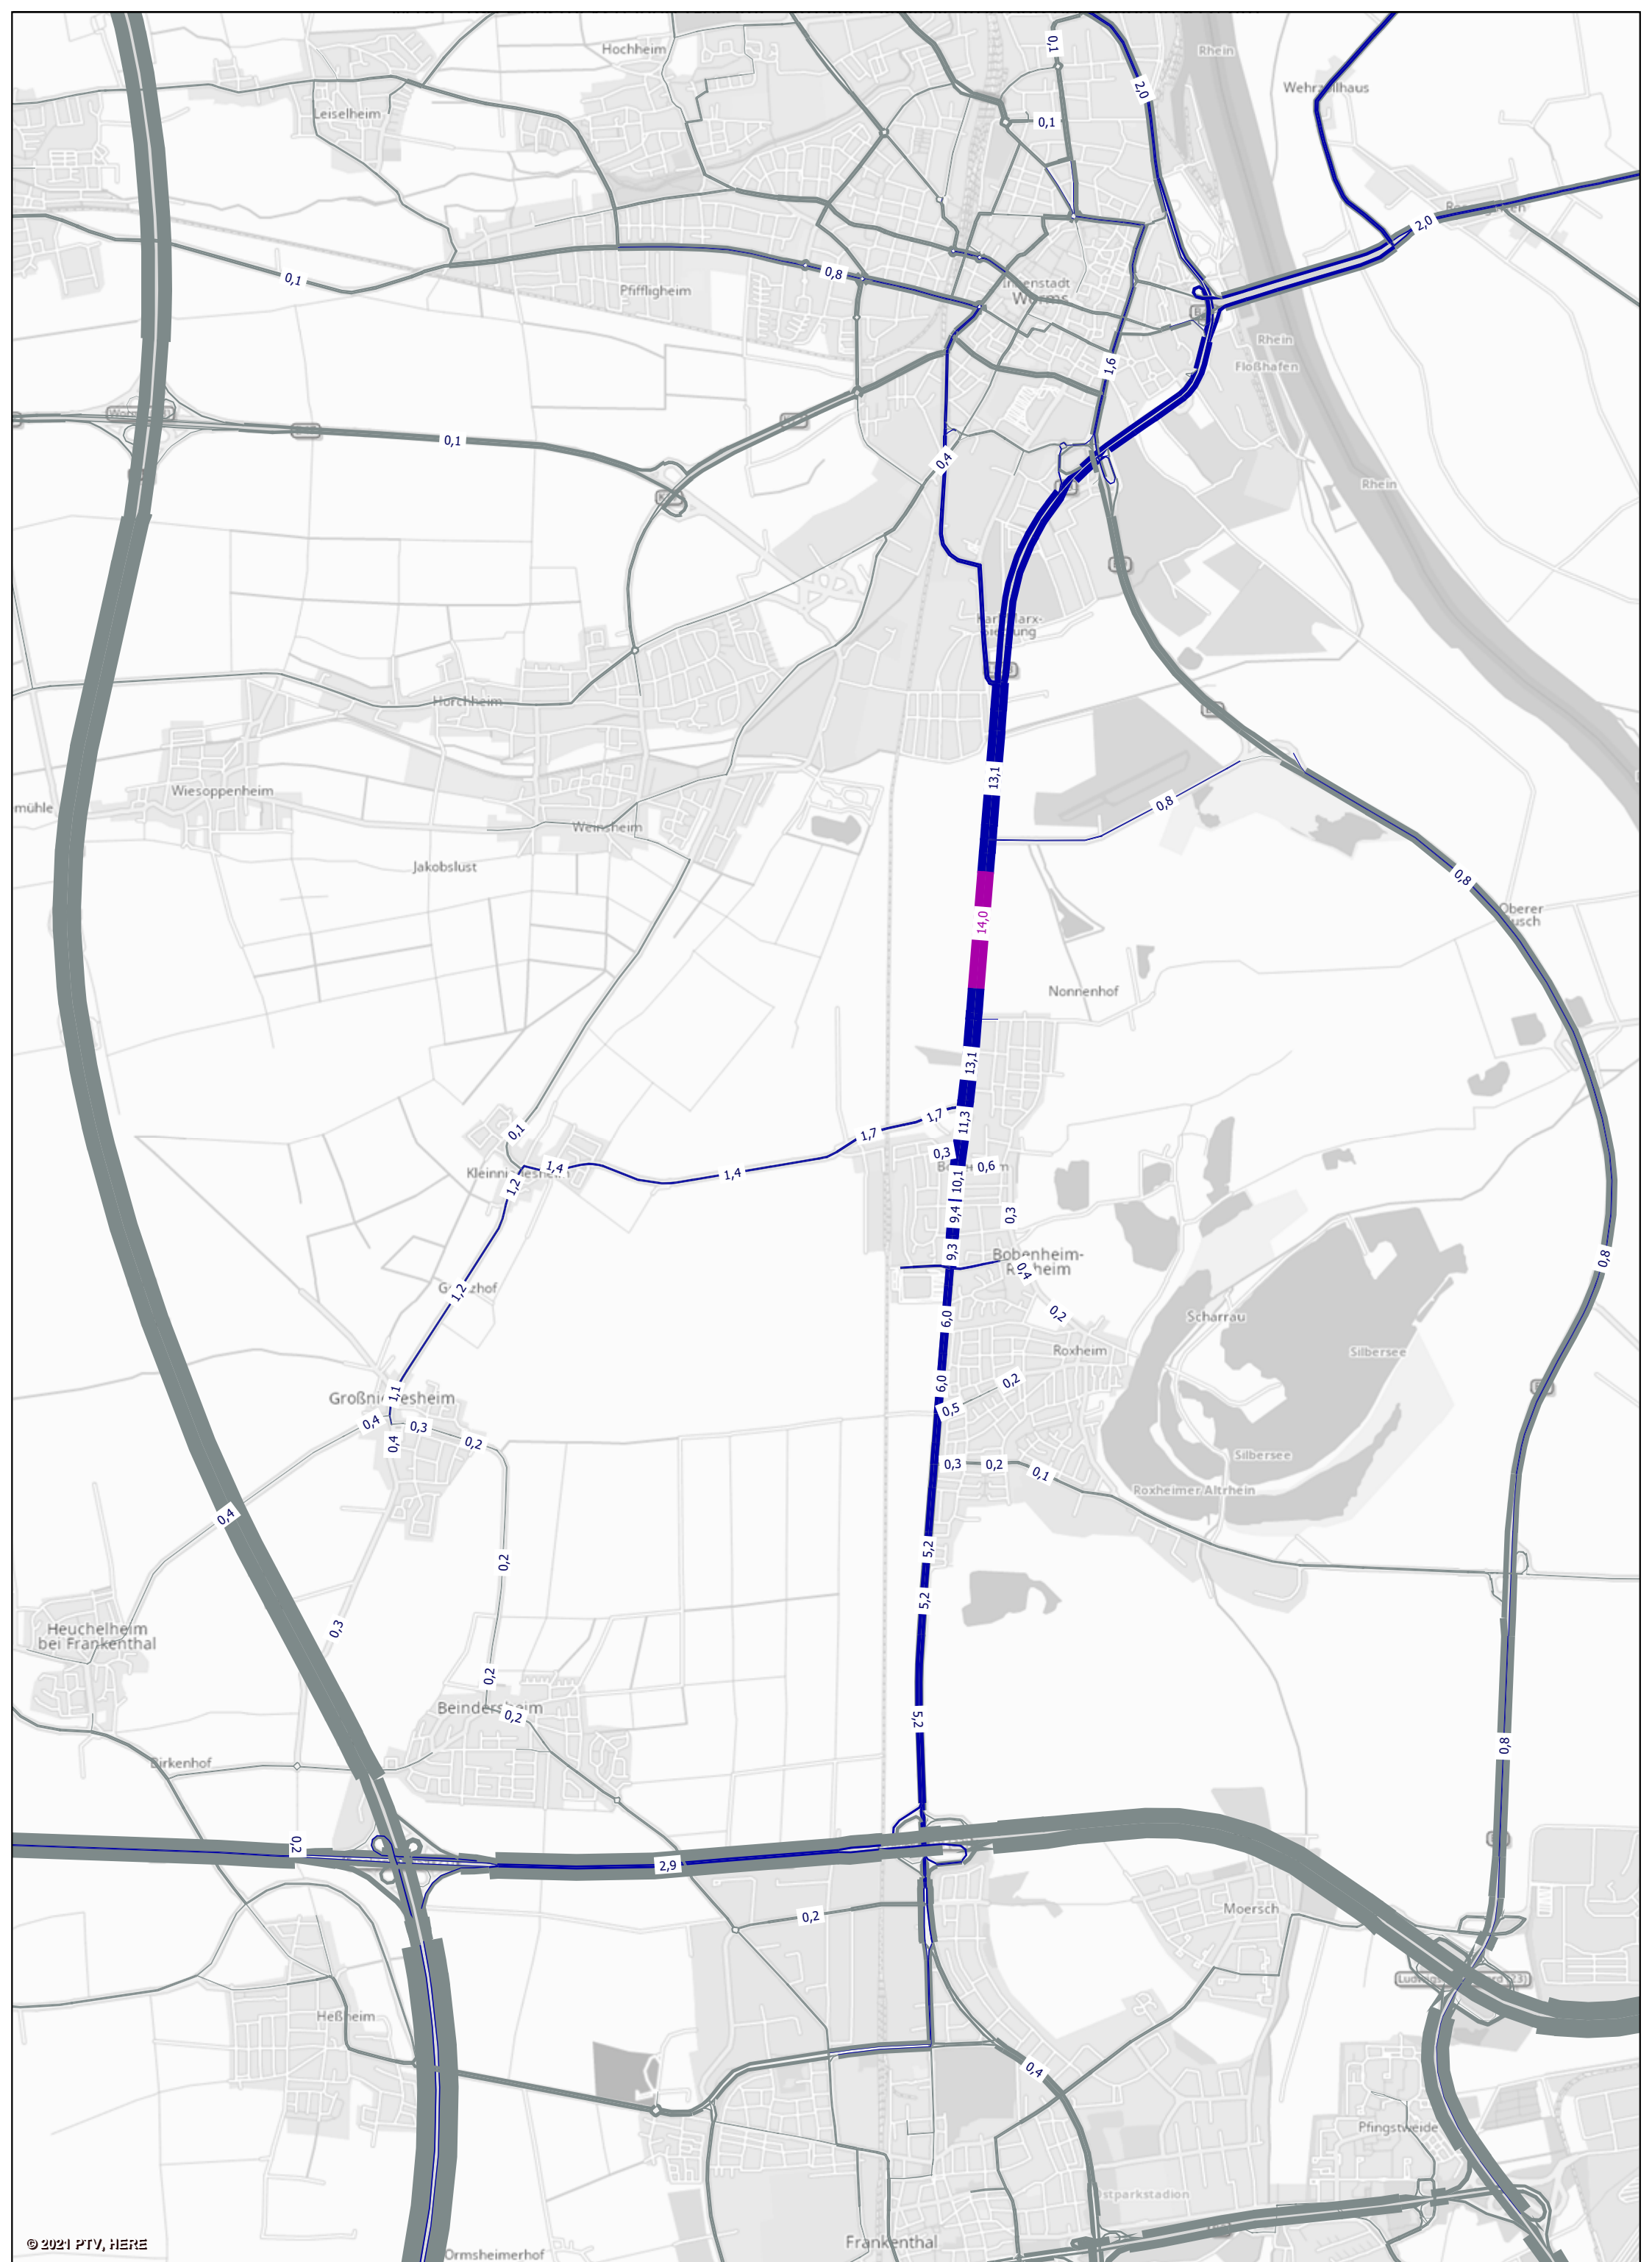 Hochheim
Rhein
0,1
2,0
Leiselheim
0,1
2,0
0,1
0,8
Pfiffligheim
Innenstadt
Worms
Rhein
Floßhafen
1,6
0,1
0,4
Rhein
Horchheim
13,1
Wiesoppenheim
mühle
0,8
Weinsheim
Jakobslust
0,8
Oberer
14,0
Nonnenhof
13,1
1,7
11,3
0,1
1,7
0,3
0,6
1,4
1,4
1,2
10,1
9,4
0,3
9,3
Bobenheim-
0,8
0,4
1,2
0,2
6,0
Scharrau
Roxheim
Silbersee
6,0
0,2
1,1
0,5
0,4
0,3
0,2
0,4
Silbersee
0,3
0,2
0,1
Roxheimer Altrhein
0,4
5,2
0,2
5,2
0,3
Heuchelheim
bei Frankenthal
0,2
Beindersheim
0,2
5,2
0,8
Birkenhof
0,2
2,9
Moersch
0,2
Heßheim
0,4
Pfingstweide
Ostparkstadion
Frankenthal
Ormsheimerhof
© 2021 PTV, HERE